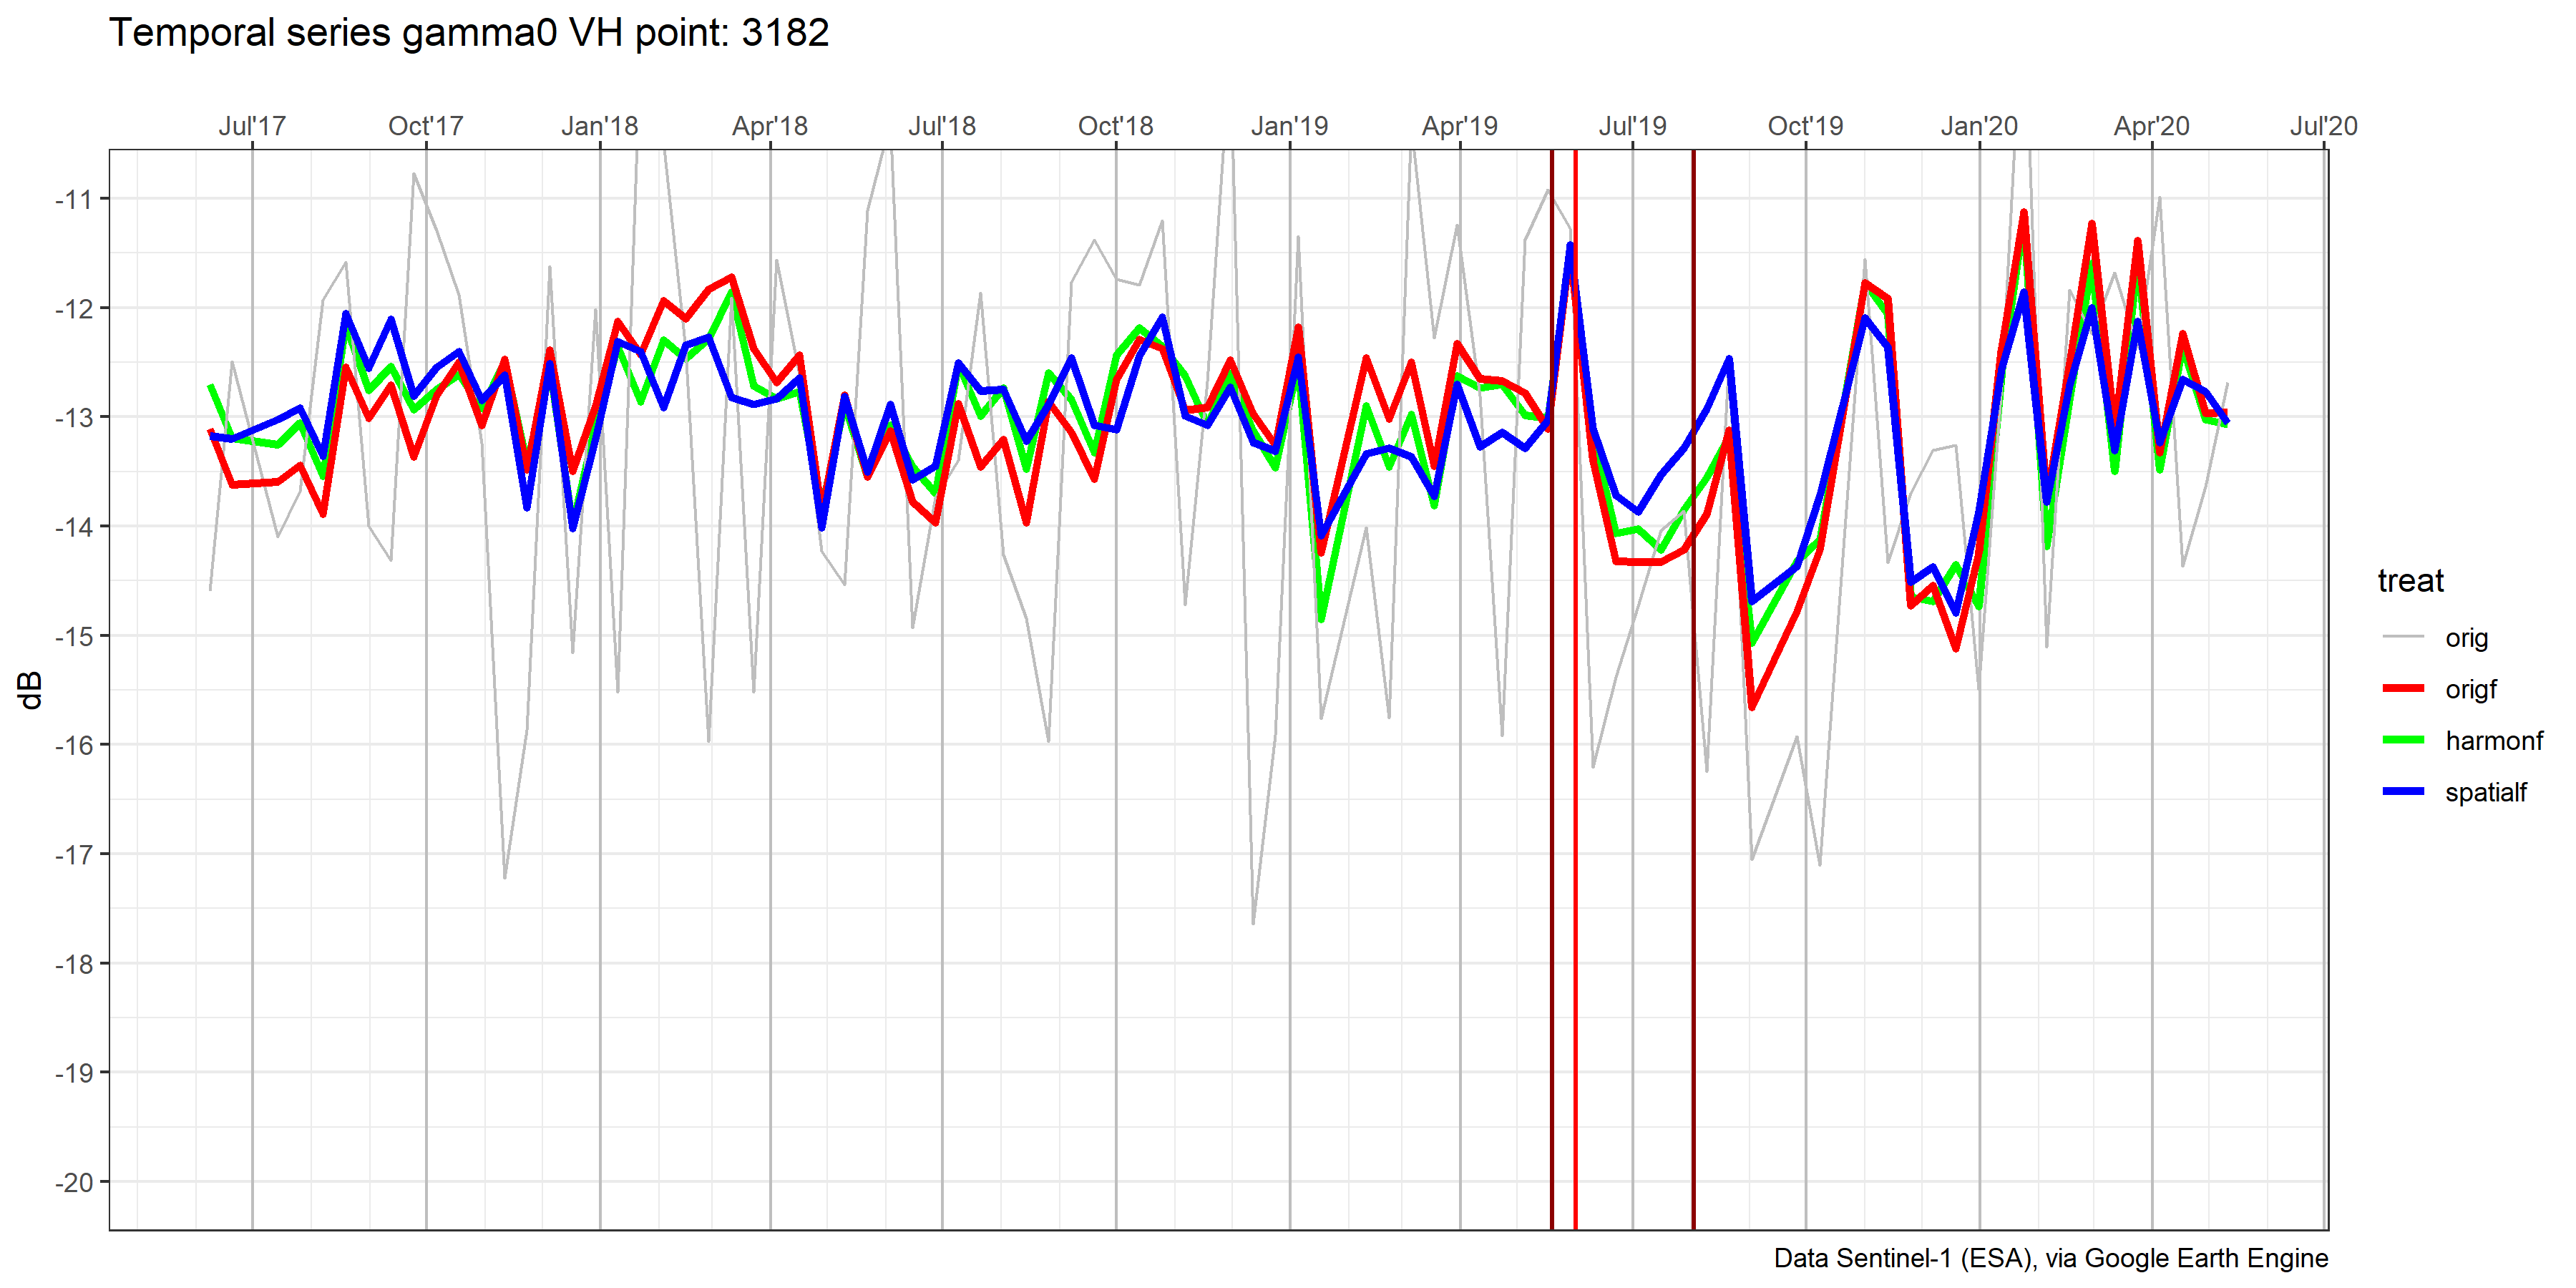 Temporal series gamma0 VH point: 3182
Jul'17 Oct'17 Jan'18 Apr'18 Jul'18 Oct'18 Jan'19 Apr'19 Jul'19 Oct'19 Jan'20 Apr'20 Jul'20
-11
-12
-13
-14
-15
-16
-17
-18
-19
-20
dB
treat
orig
origf
harmonf
spatialf
Data Sentinel-1 (ESA), via Google Earth Engine